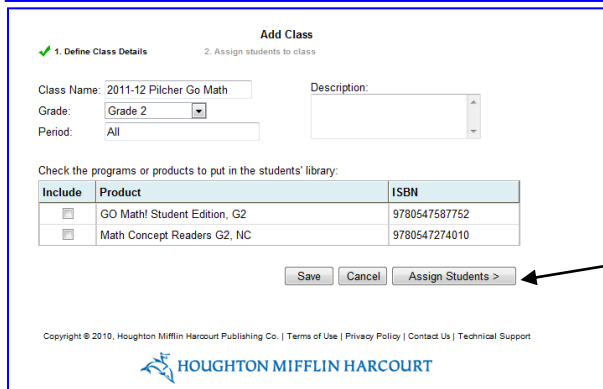 Add Class
1. Define Class Details 2. Assign students to class
Class Name: 2011-12 Pilcher Go Math Description:
Grade: Grade 2
Period: All
Check the programs or products to put in the students' library:
Include Product ISBN
GO Math! Student Edition, G2 9780547587752
Math Concept Readers G2, NC 9780547274010
Save Cancel Assign Students >
Copyright © 2010, Houghton Mifflin Harcourt Publishing Co. | Terms of Use | Privacy Policy | Contact Us | Technical Support
HOUGHTON MIFFLIN HARCOURT